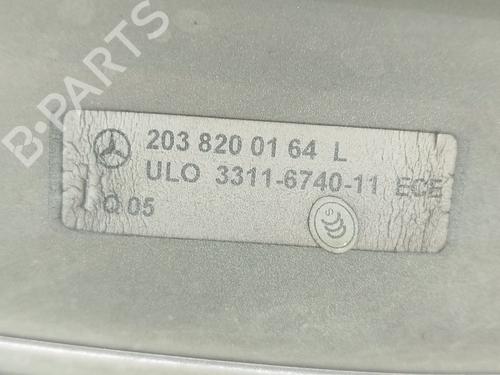 203 820 01 64 L
ULO 3311-6740-11 ECE
Q 05
B-PARTS